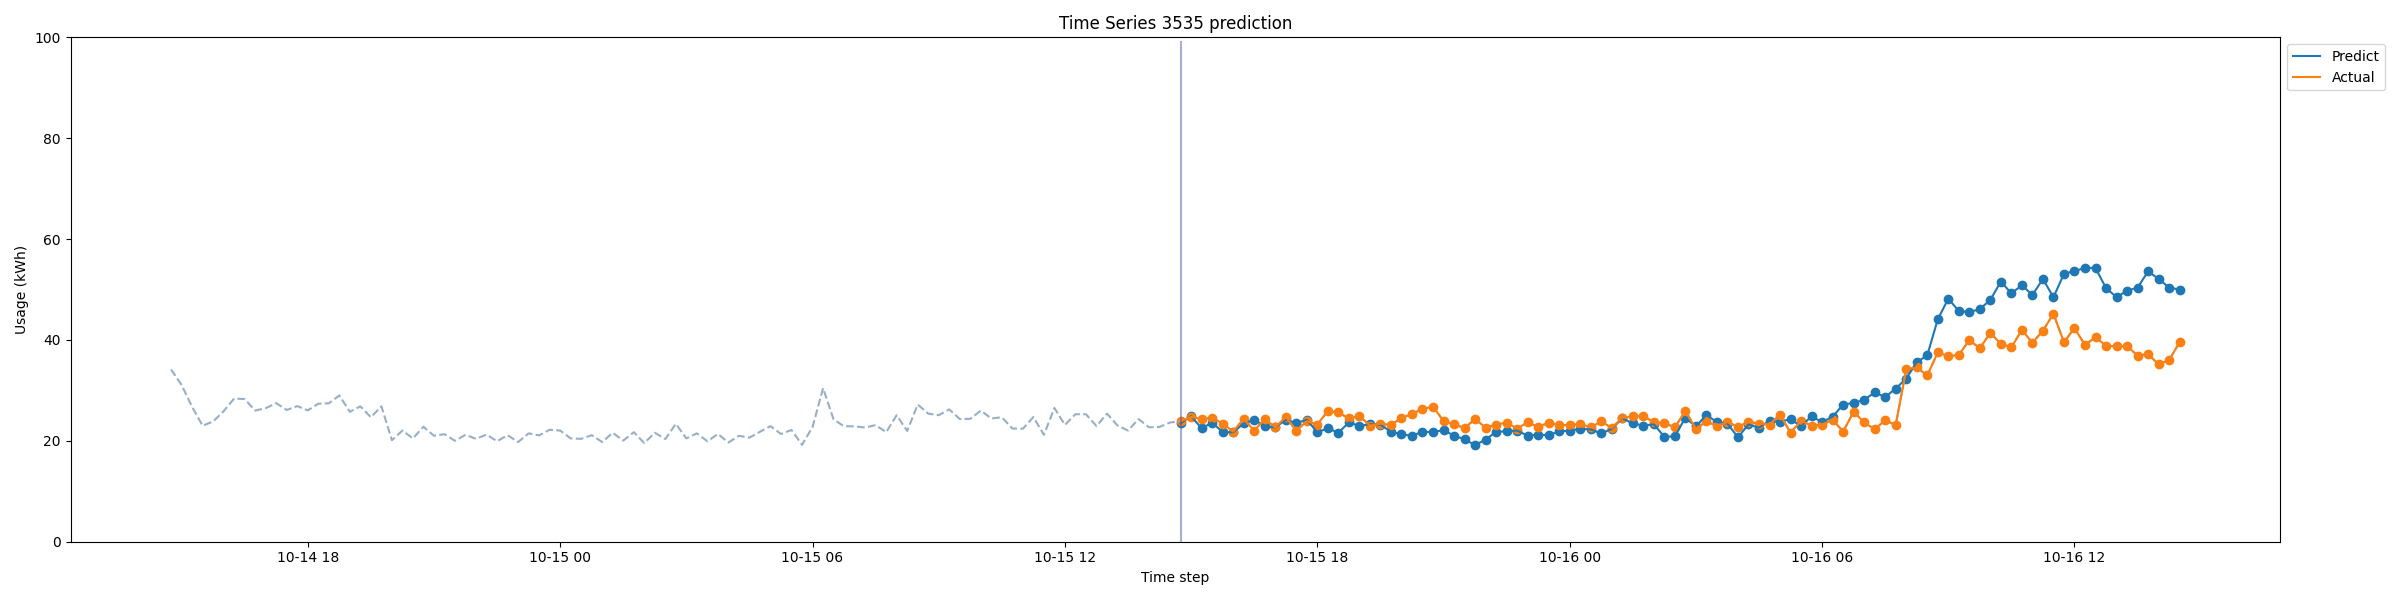 Time Series 3535 prediction
100
80
60
40
20
0
Usage (kWh)
10-14 18
10-15 00
10-15 06
10-15 12
10-15 18
10-16 00
10-16 06
10-16 12
Time step
Predict
Actual